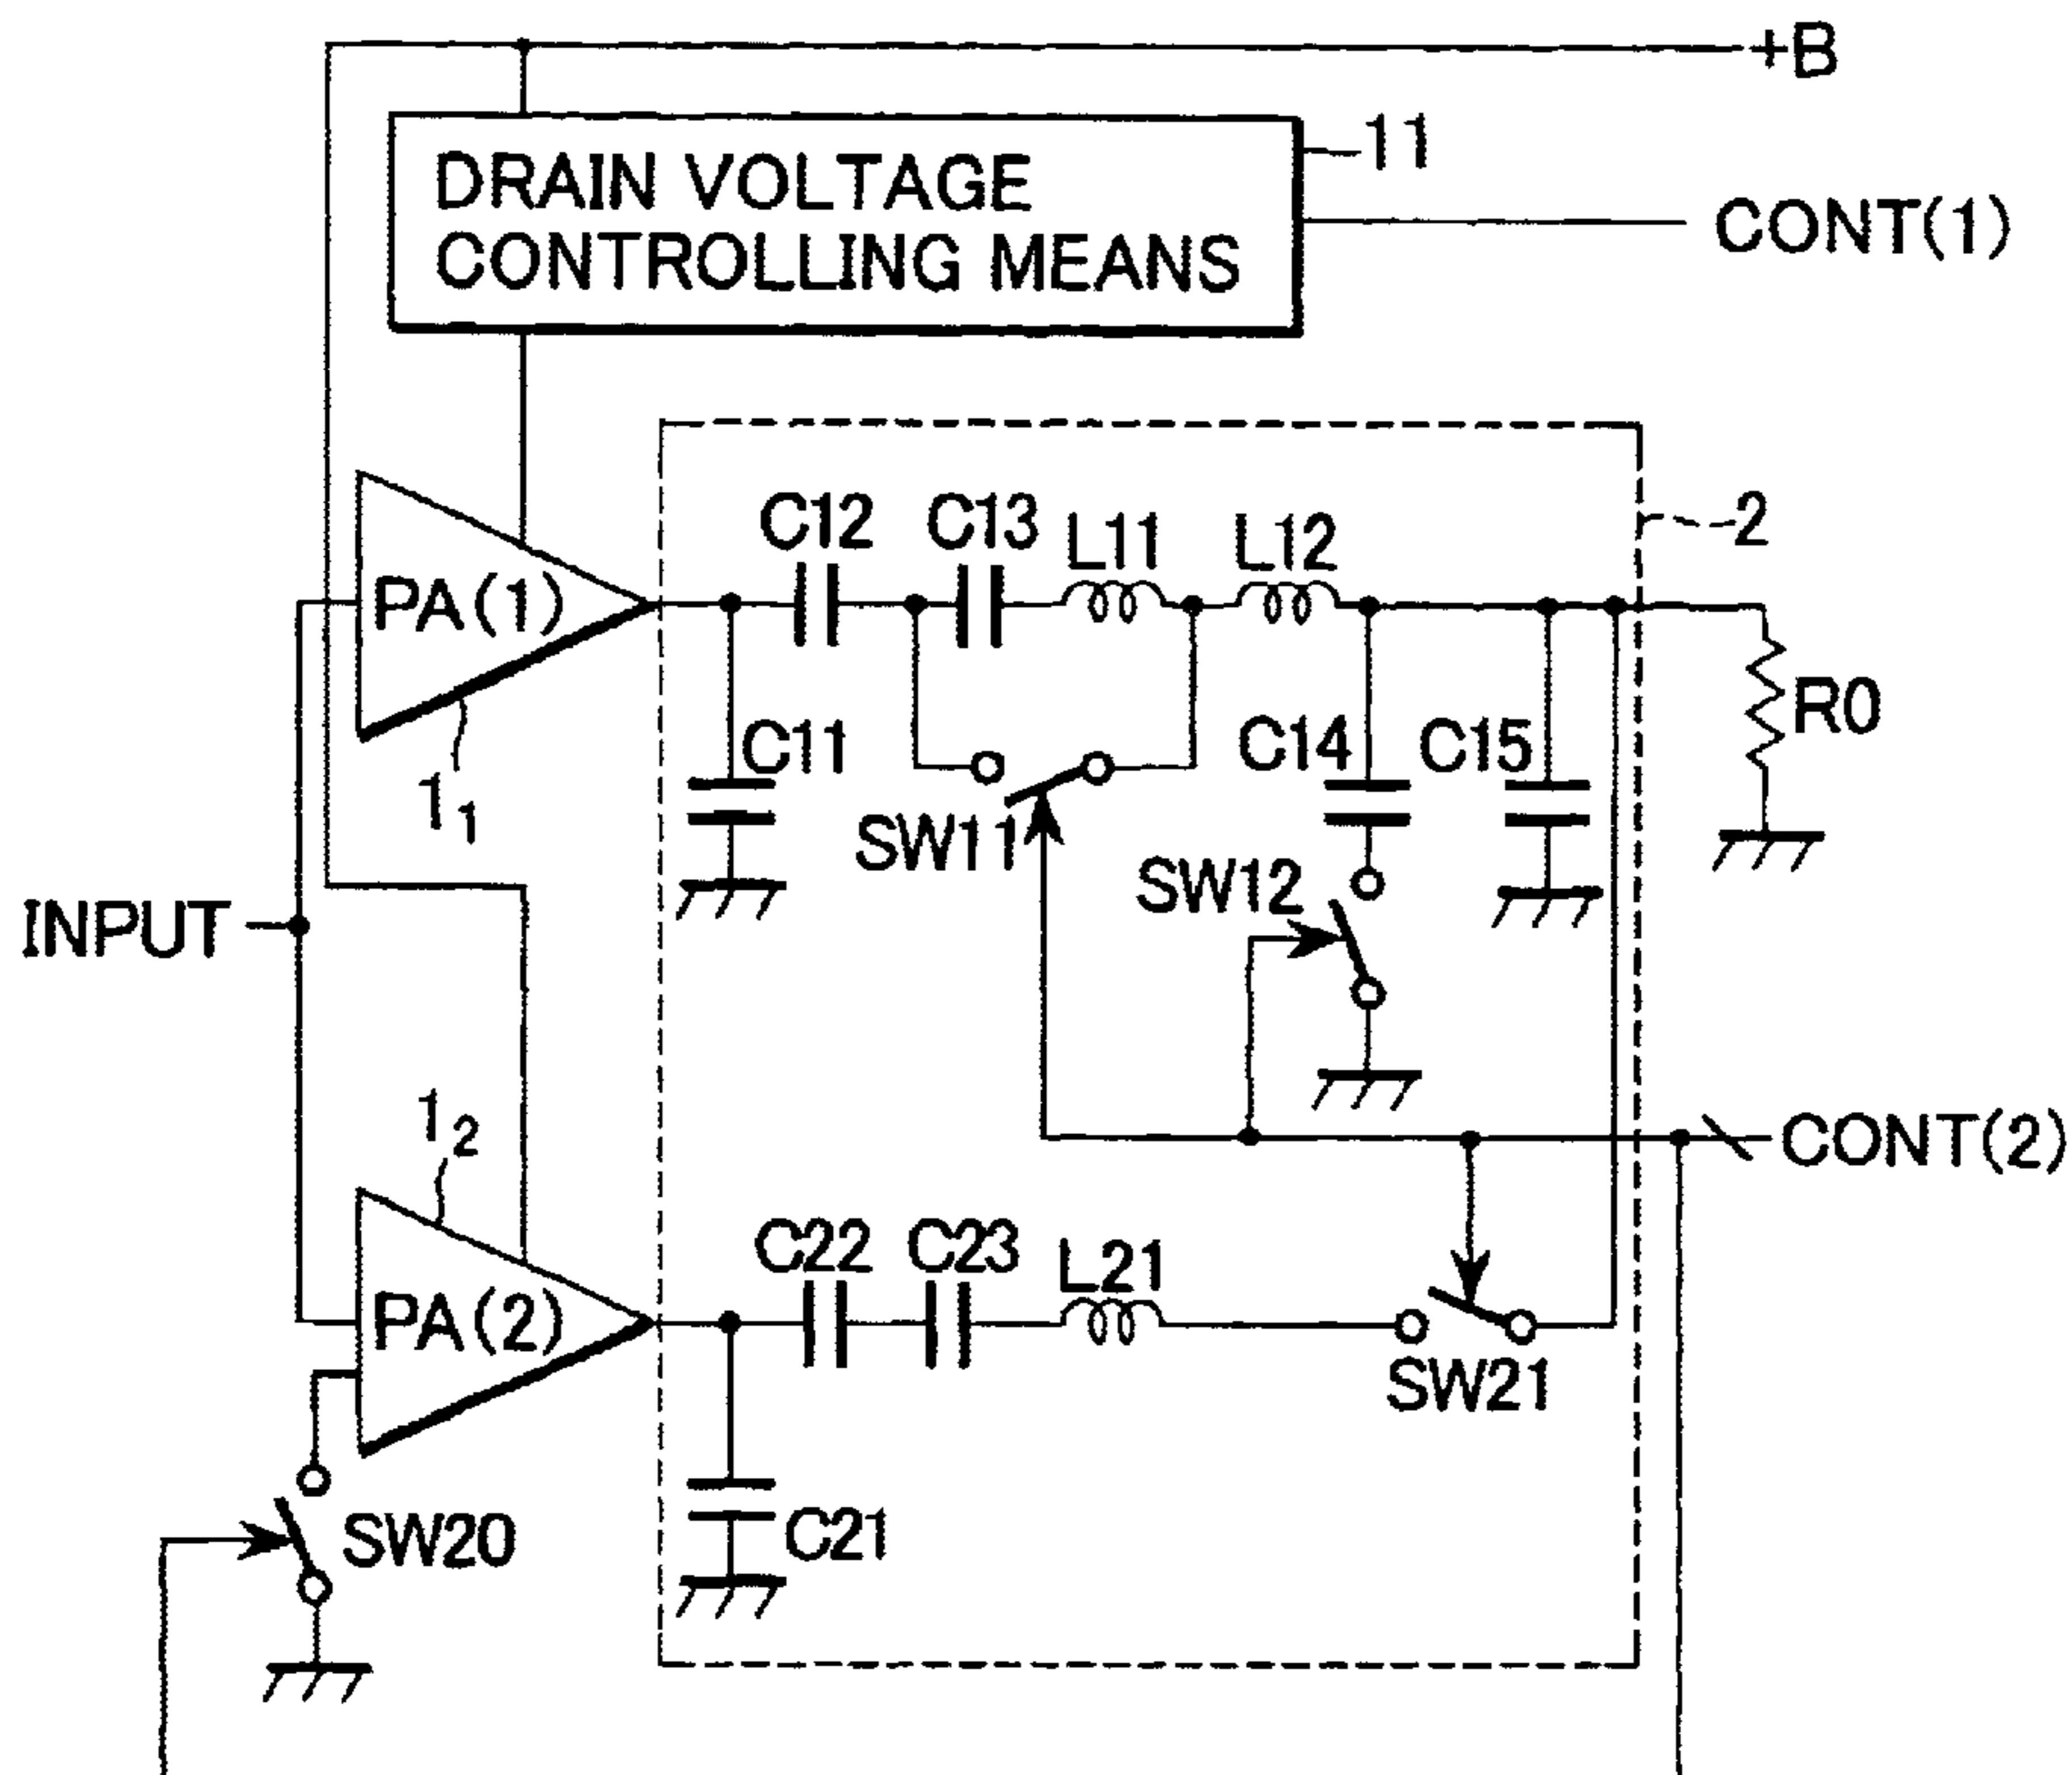 +B
DRAIN VOLTAGE
CONTROLLING MEANS
11
CONT(1)
C12
C13
L11
L12
2
PA(1)
R0
C11
C14
C15
1₁
SW11
SW12
INPUT
1₂
CONT(2)
C22
C23
L21
PA(2)
SW21
SW20
C21